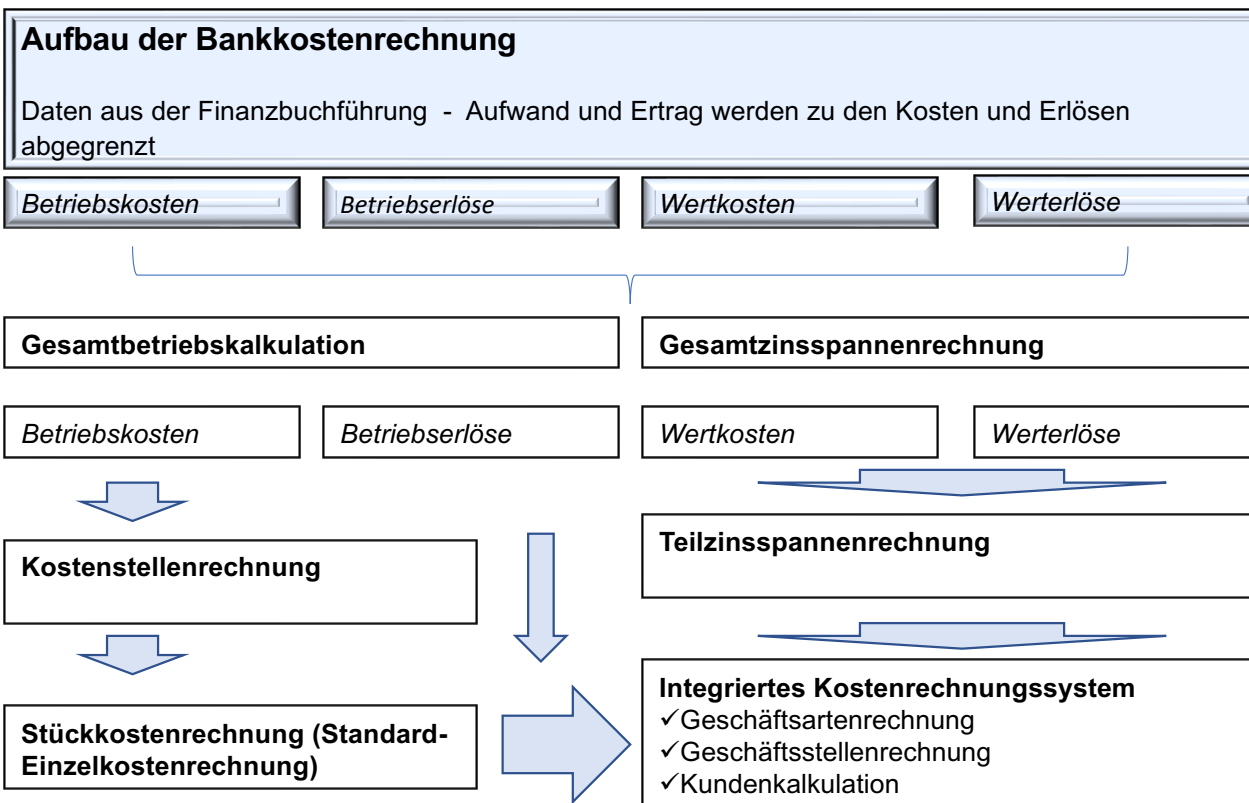 Aufbau der Bankkostenrechnung
Daten aus der Finanzbuchführung - Aufwand und Ertrag werden zu den Kosten und Erlösen
abgegrenzt
Betriebskosten
Betriebserlöse
Wertkosten
Werterlöse
Gesamtbetriebskalkulation
Gesamtzinsspannenrechnung
Betriebskosten
Betriebserlöse
Wertkosten
Werterlöse
Kostenstellenrechnung
Teilzinsspannenrechnung
Stückkostenrechnung (Standard-
Einzelkostenrechnung)
Integriertes Kostenrechnungssystem
✓Geschäftsartenrechnung
✓Geschäftsstellenrechnung
✓Kundenkalkulation